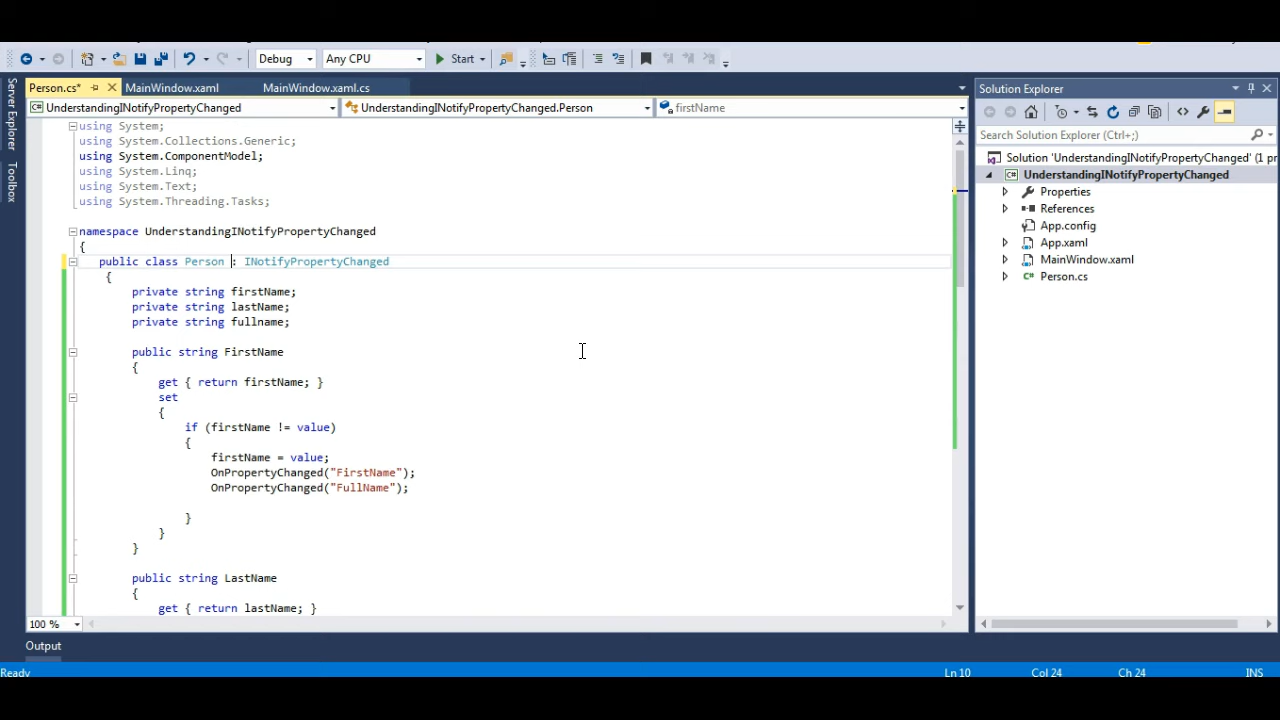 Debug
Any CPU
Start
Person.cs*
MainWindow.xaml
MainWindow.xaml.cs
UnderstandingINotifyPropertyChanged
UnderstandingINotifyPropertyChanged.Person
firstName
Server Explorer
Toolbox
using System;
using System.Collections.Generic;
using System.ComponentModel;
using System.Linq;
using System.Text;
using System.Threading.Tasks;
namespace UnderstandingINotifyPropertyChanged
{
public class Person : INotifyPropertyChanged
{
private string firstName;
private string lastName;
private string fullname;
public string FirstName
{
get { return firstName; }
set
{
if (firstName != value)
{
firstName = value;
OnPropertyChanged("FirstName");
OnPropertyChanged("FullName");
}
}
}
public string LastName
{
get { return lastName; }
100 %
Solution Explorer
Search Solution Explorer (Ctrl+;)
Solution 'UnderstandingINotifyPropertyChanged' (1 pr
UnderstandingINotifyPropertyChanged
Properties
References
App.config
App.xaml
MainWindow.xaml
Person.cs
Output
Ready
Ln 10
Col 24
Ch 24
INS